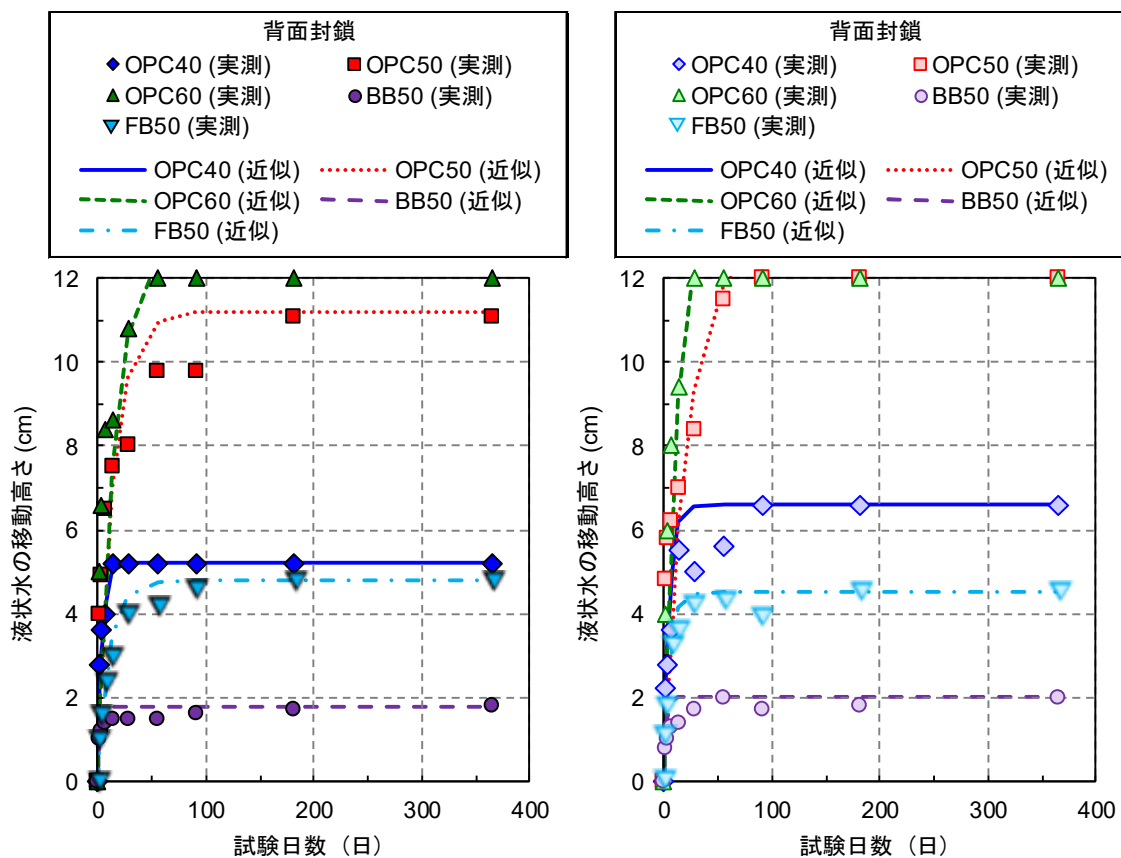 背面封鎖
OPC40 (実測) OPC50 (実測)
OPC60 (実測) BB50 (実測)
FB50 (実測)
OPC40 (近似) OPC50 (近似)
OPC60 (近似) BB50 (近似)
FB50 (近似)
12
10
8
6
4
2
0
液状水の移動高さ (cm)
0 100 200 300 400
試験日数（日）
背面封鎖
OPC40 (実測) OPC50 (実測)
OPC60 (実測) BB50 (実測)
FB50 (実測)
OPC40 (近似) OPC50 (近似)
OPC60 (近似) BB50 (近似)
FB50 (近似)
12
10
8
6
4
2
0
液状水の移動高さ (cm)
0 100 200 300 400
試験日数（日）